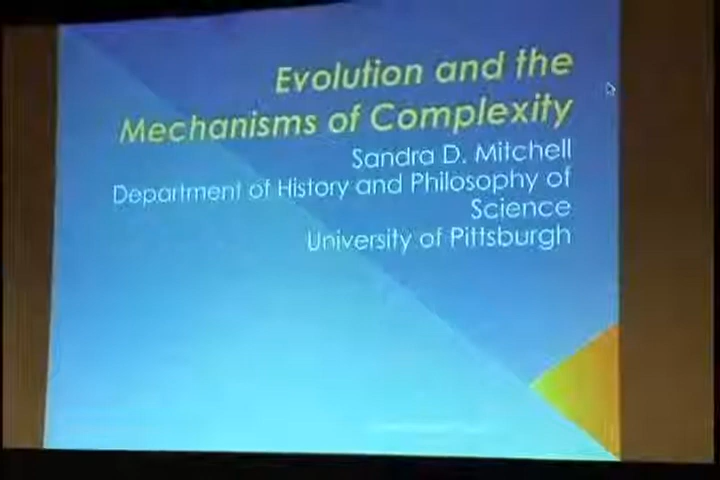 Evolution and the
Mechanisms of Complexity
Sandra D. Mitchell
Department of History and Philosophy of
Science
University of Pittsburgh